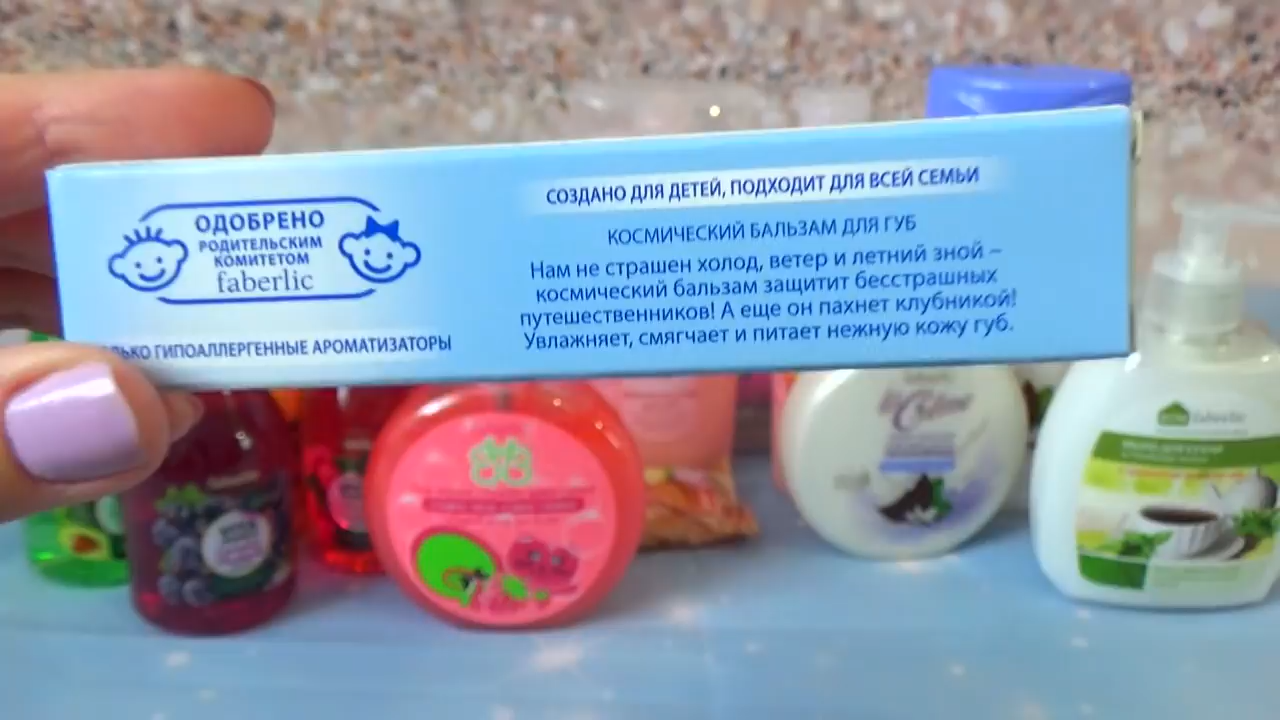 ОДОБРЕНО
РОДИТЕЛЬСКИМ
КОМИТЕТОМ
faberlic
ГИПОАЛЛЕРГЕННЫЕ АРОМАТИЗАТОРЫ
СОЗДАНО ДЛЯ ДЕТЕЙ, ПОДХОДИТ ДЛЯ ВСЕЙ СЕМЬИ
КОСМИЧЕСКИЙ БАЛЬЗАМ ДЛЯ ГУБ
Нам не страшен холод, ветер и летний зной –
космический бальзам защитит бесстрашных
путешественников! А еще он пахнет клубникой!
Увлажняет, смягчает и питает нежную кожу губ.